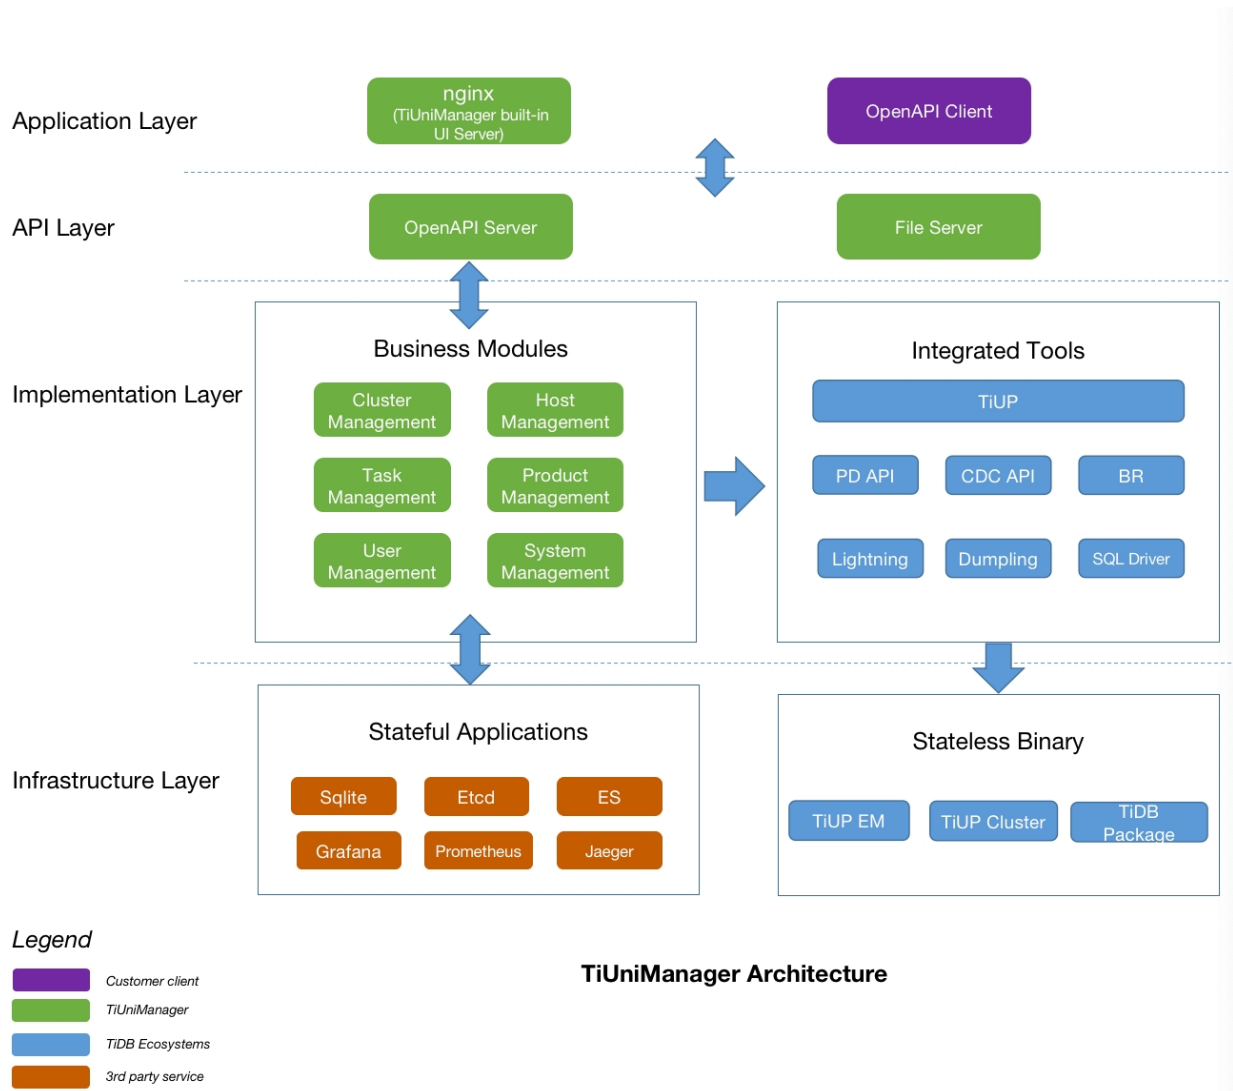 nginx
(TiUniManager built-in
UI Server)
OpenAPI Client
Application Layer
OpenAPI Server
File Server
API Layer
Business Modules
Integrated Tools
Implementation Layer
Cluster
Management
Host
Management
TiUP
Task
Management
Product
Management
PD API
CDC API
BR
User
Management
System
Management
Lightning
Dumpling
SQL Driver
Stateful Applications
Stateless Binary
Infrastructure Layer
Sqlite
Etcd
ES
TiUP EM
TiUP Cluster
TiDB
Package
Grafana
Prometheus
Jaeger
Legend
Customer client
TiUniManager
TiDB Ecosystems
3rd party service
TiUniManager Architecture